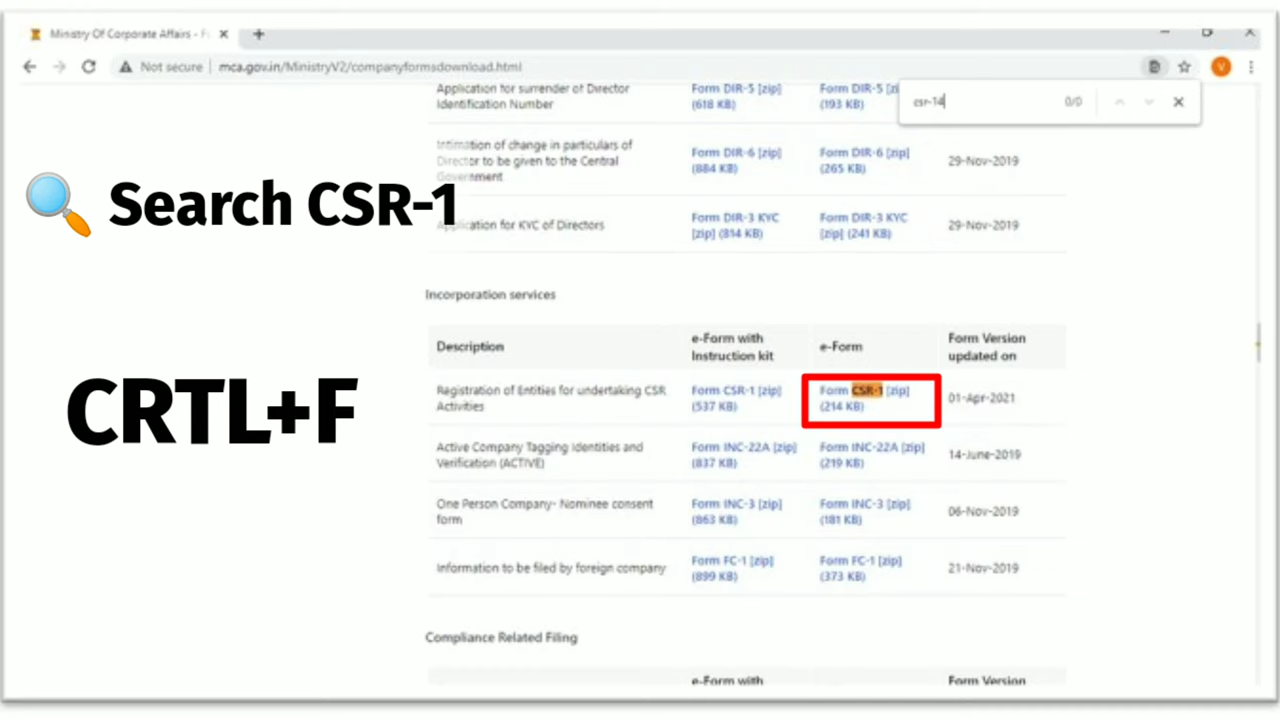 Ministry Of Corporate Affairs - F
Not secure | mca.gov.in/MinistryV2/companyformsdownload.html
csr-14 0/0
Application for surrender of Director Identification Number Form DIR-5 [zip] (618 KB) Form DIR-5 [zi (193 KB)
Intimation of change in particulars of Director to be given to the Central Government Form DIR-6 [zip] (884 KB) Form DIR-6 [zip] (265 KB) 29-Nov-2019
Search CSR-1
Application for KYC of Directors Form DIR-3 KYC [zip] (814 KB) Form DIR-3 KYC [zip] (241 KB) 29-Nov-2019
Incorporation services
Description e-Form with Instruction kit e-Form Form Version updated on
CRTL+F
Registration of Entities for undertaking CSR Activities Form CSR-1 [zip] (537 KB) Form CSR-1 [zip] (214 KB) 01-Apr-2021
Active Company Tagging Identities and Verification (ACTIVE) Form INC-22A [zip] (837 KB) Form INC-22A [zip] (219 KB) 14-June-2019
One Person Company- Nominee consent form Form INC-3 [zip] (863 KB) Form INC-3 [zip] (181 KB) 06-Nov-2019
Information to be filed by foreign company Form FC-1 [zip] (899 KB) Form FC-1 [zip] (373 KB) 21-Nov-2019
Compliance Related Filing
e-Form with Form Version